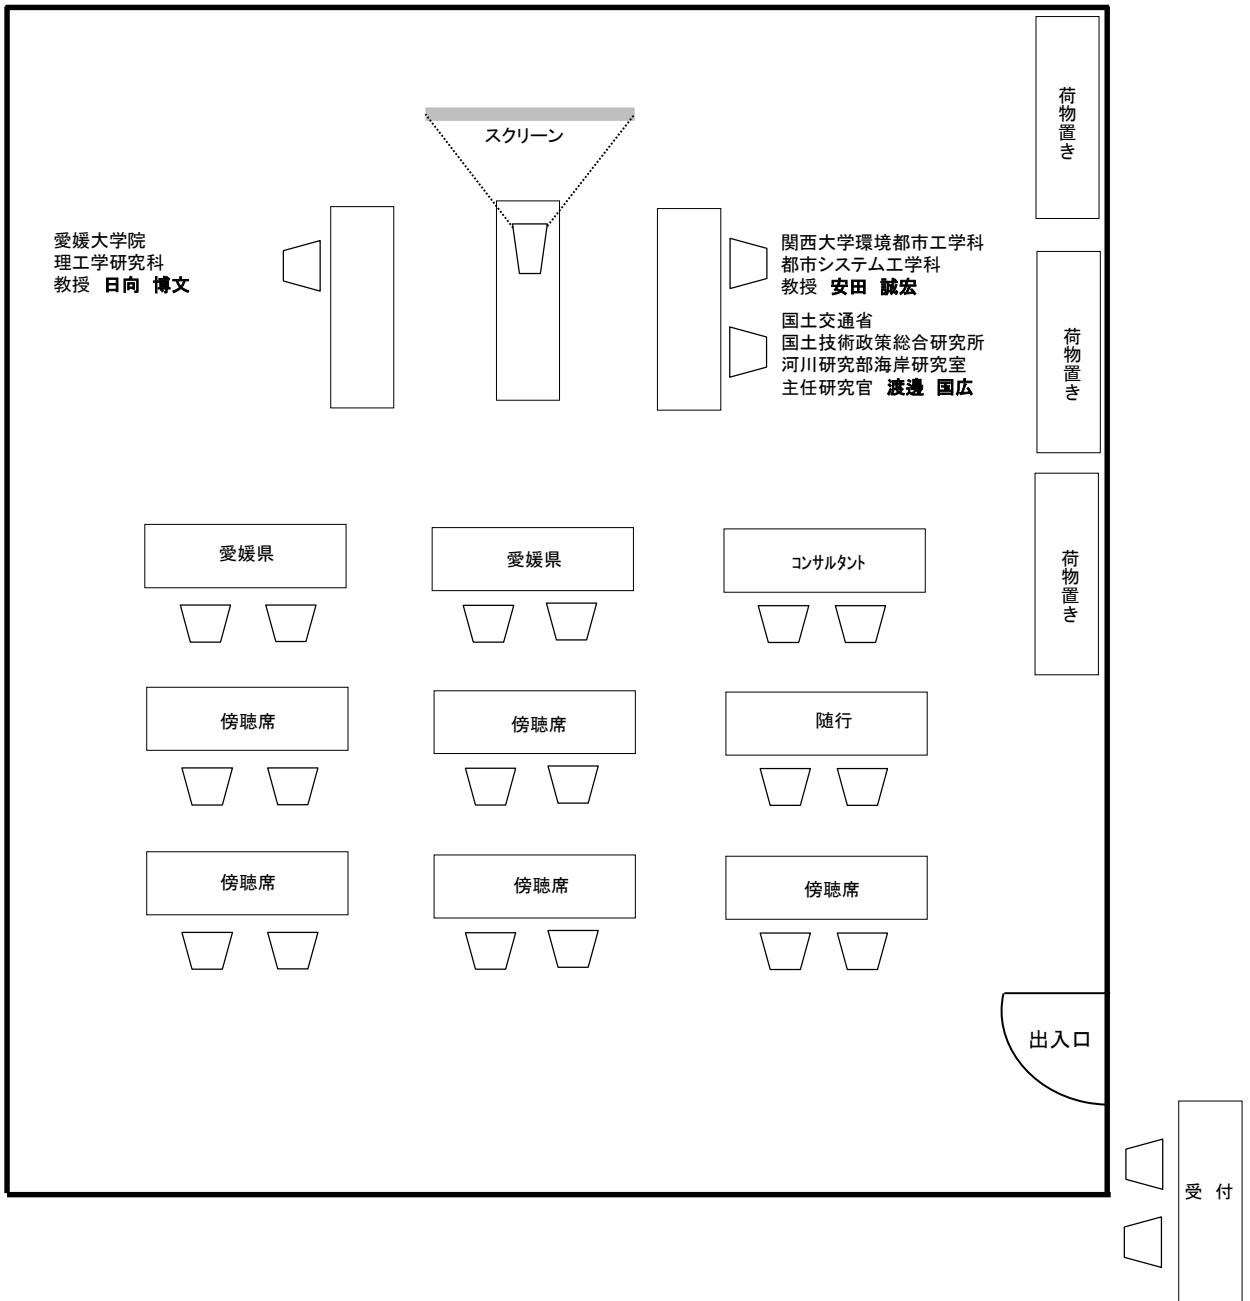 荷物置き
スクリーン
愛媛大学院
理工学研究科
教授 日向 博文
関西大学環境都市工学科
都市システム工学科
教授 安田 誠宏
国土交通省
国土技術政策総合研究所
河川研究部海岸研究室
主任研究官 渡邊 国広
荷物置き
愛媛県
愛媛県
コンサルタント
荷物置き
傍聴席
傍聴席
随行
傍聴席
傍聴席
傍聴席
出入口
受 付